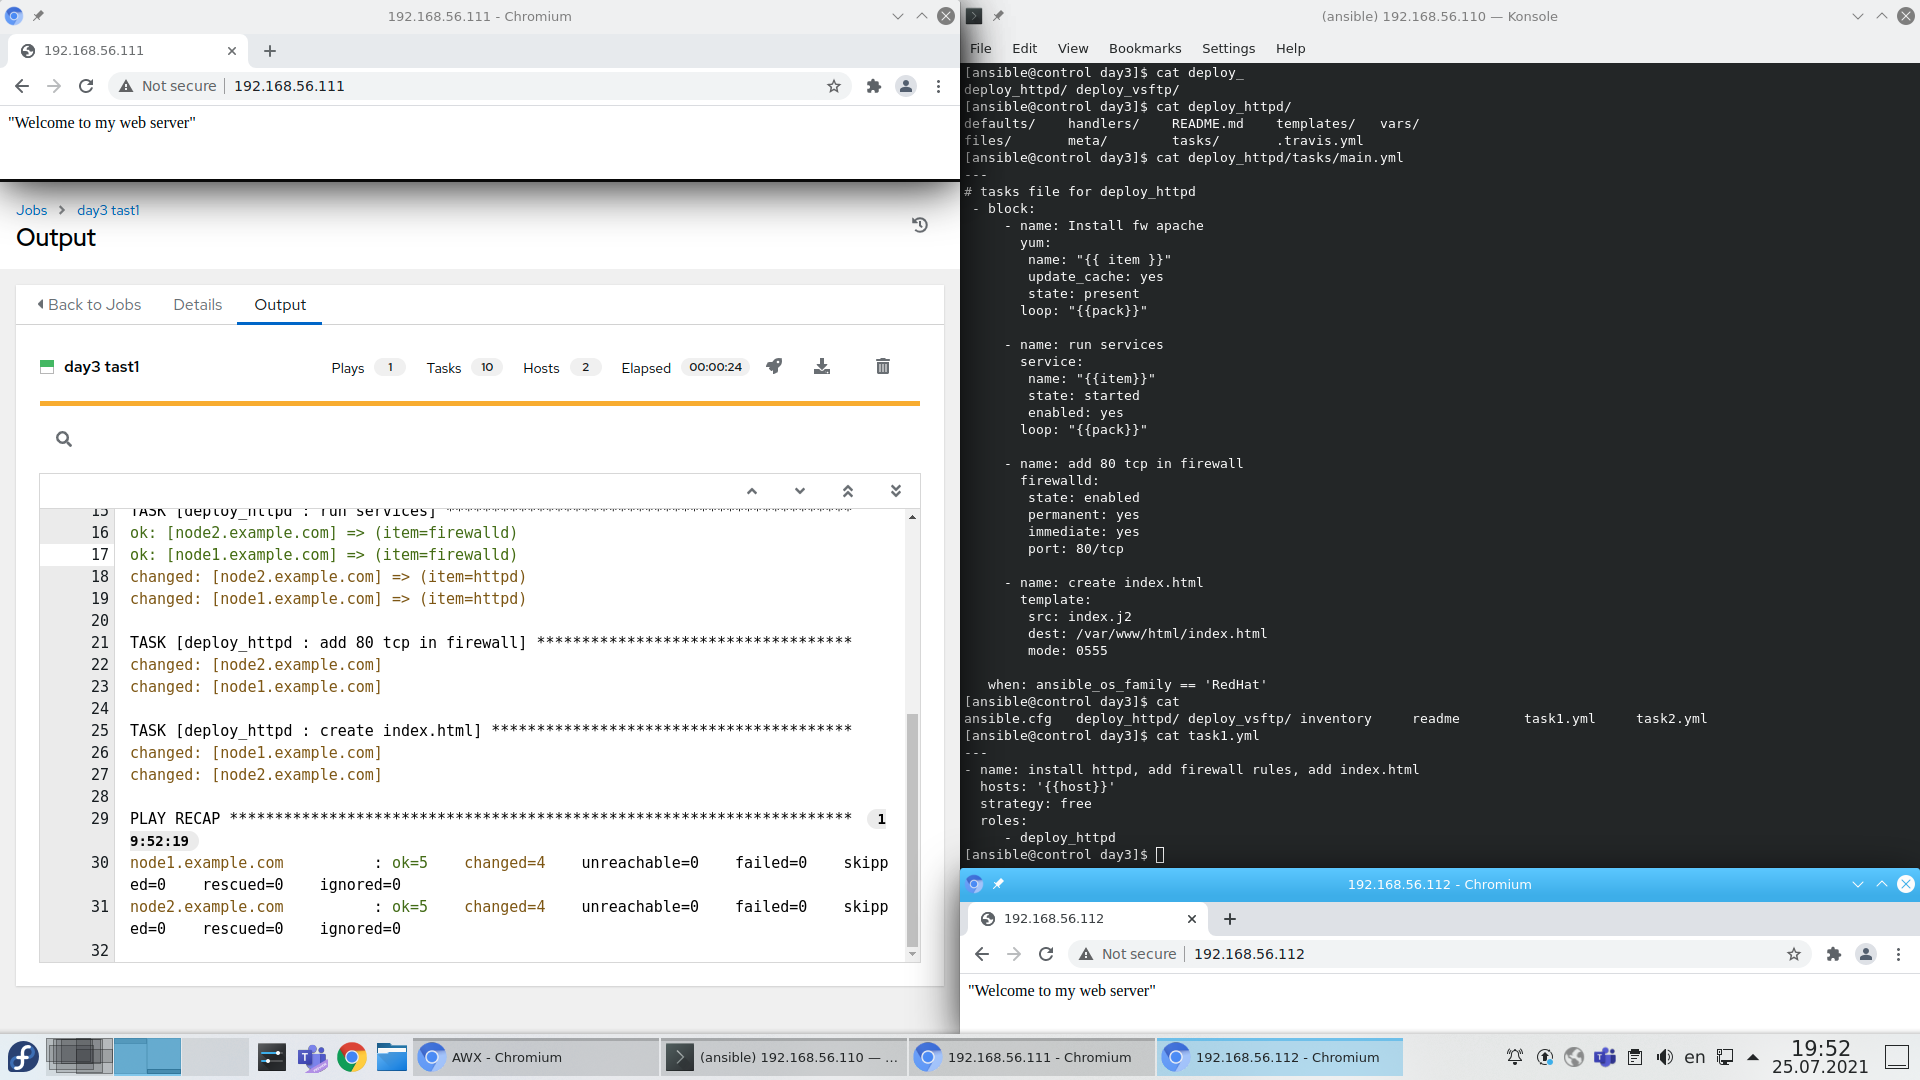 192.168.56.111 - Chromium
192.168.56.111
Not secure 192.168.56.111
"Welcome to my web server"
Jobs day3 tast1
Output
Back to Jobs Details Output
day3 tast1 Plays 1 Tasks 10 Hosts 2 Elapsed 00:00:24
15 TASK [deploy_httpd : run services] *********************************************
16 ok: [node2.example.com] => (item=firewalld)
17 ok: [node1.example.com] => (item=firewalld)
18 changed: [node2.example.com] => (item=httpd)
19 changed: [node1.example.com] => (item=httpd)
20
21 TASK [deploy_httpd : add 80 tcp in firewall] ***********************************
22 changed: [node2.example.com]
23 changed: [node1.example.com]
24
25 TASK [deploy_httpd : create index.html] ****************************************
26 changed: [node1.example.com]
27 changed: [node2.example.com]
28
29 PLAY RECAP ********************************************************************* 1
9:52:19
30 node1.example.com : ok=5 changed=4 unreachable=0 failed=0 skipp
ed=0 rescued=0 ignored=0
31 node2.example.com : ok=5 changed=4 unreachable=0 failed=0 skipp
ed=0 rescued=0 ignored=0
32
(ansible) 192.168.56.110 — Konsole
File Edit View Bookmarks Settings Help
[ansible@control day3]$ cat deploy_
deploy_httpd/ deploy_vsftp/
[ansible@control day3]$ cat deploy_httpd/
defaults/ handlers/ README.md templates/ vars/
files/ meta/ tasks/ .travis.yml
[ansible@control day3]$ cat deploy_httpd/tasks/main.yml
---
# tasks file for deploy_httpd
- block:
- name: Install fw apache
yum:
name: "{{ item }}"
update_cache: yes
state: present
loop: "{{pack}}"
- name: run services
service:
name: "{{item}}"
state: started
enabled: yes
loop: "{{pack}}"
- name: add 80 tcp in firewall
firewalld:
state: enabled
permanent: yes
immediate: yes
port: 80/tcp
- name: create index.html
template:
src: index.j2
dest: /var/www/html/index.html
mode: 0555
when: ansible_os_family == 'RedHat'
[ansible@control day3]$ cat
ansible.cfg deploy_httpd/ deploy_vsftp/ inventory readme task1.yml task2.yml
[ansible@control day3]$ cat task1.yml
---
- name: install httpd, add firewall rules, add index.html
hosts: '{{host}}'
strategy: free
roles:
- deploy_httpd
[ansible@control day3]$
192.168.56.112 - Chromium
192.168.56.112
Not secure 192.168.56.112
"Welcome to my web server"
AWX - Chromium (ansible) 192.168.56.110 — ... 192.168.56.111 - Chromium 192.168.56.112 - Chromium en 19:52
25.07.2021